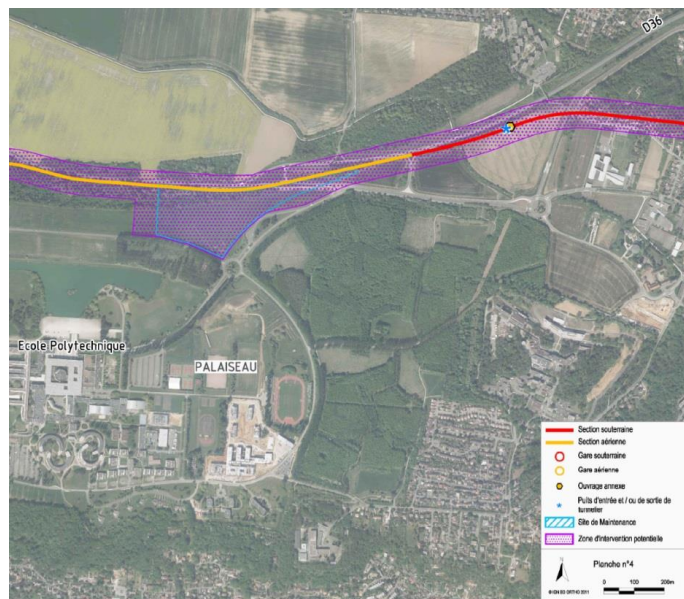 D36
Ecole Polytechnique
PALAISEAU
Section souterraine
Section aérienne
Gare souterraine
Gare aérienne
Ouvrage annexe
Puits d'entrée et / ou de sortie de
tunnelier
Site de Maintenance
Zone d'intervention potentielle
Planche n°4
0 100 200m